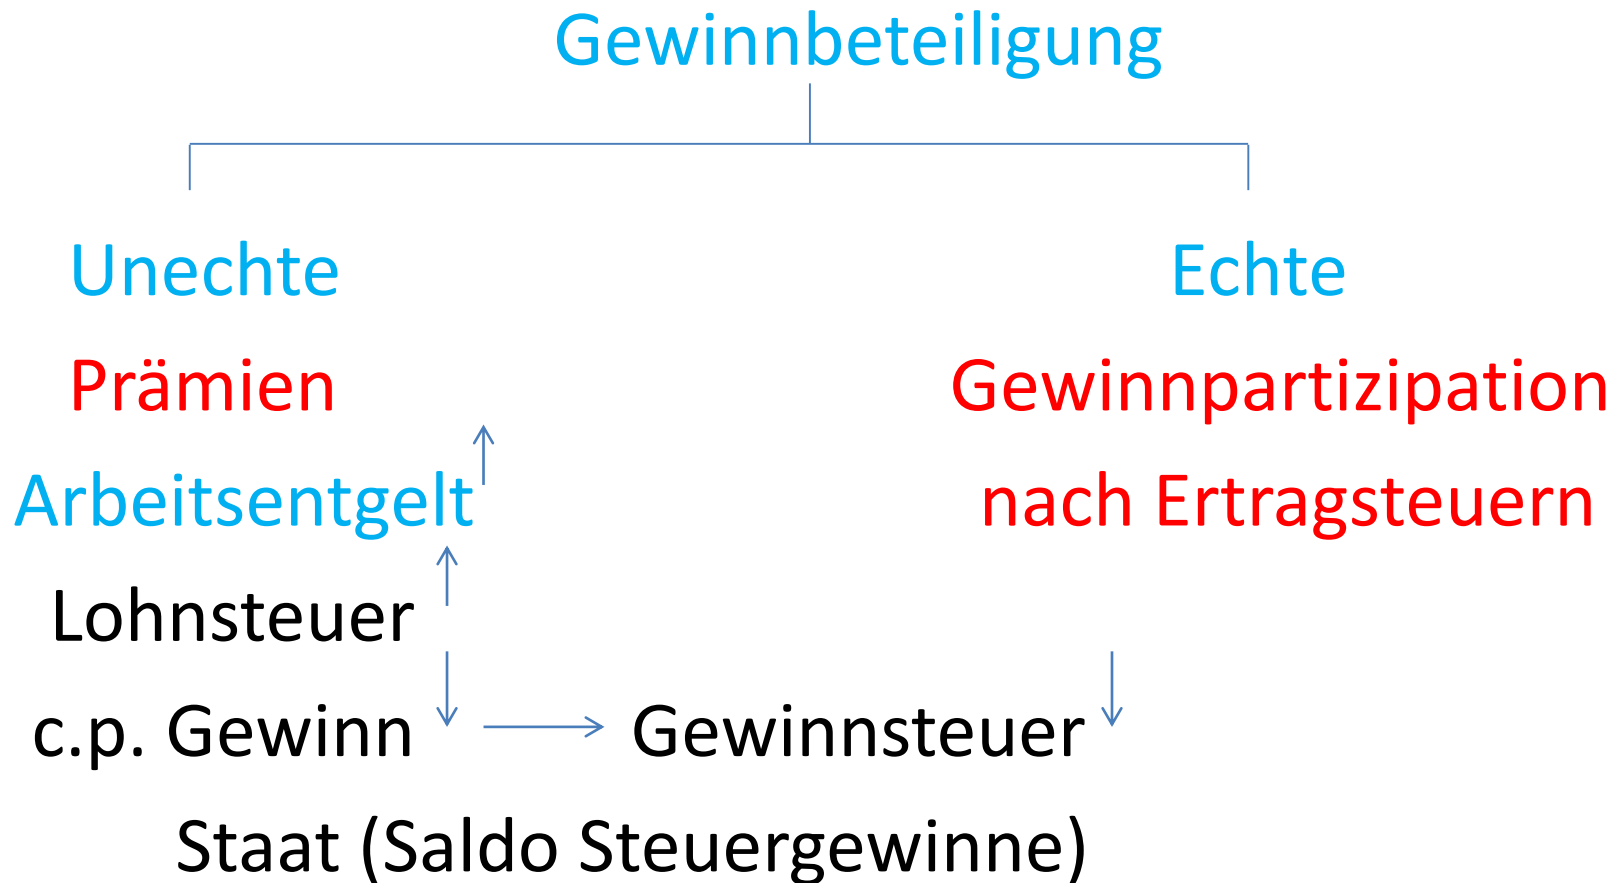 Gewinnbeteiligung
Unechte Echte
Prämien Gewinnpartizipation
Arbeitsentgelt nach Ertragsteuern
Lohnsteuer
c.p. Gewinn Gewinnsteuer
Staat (Saldo Steuergewinne)